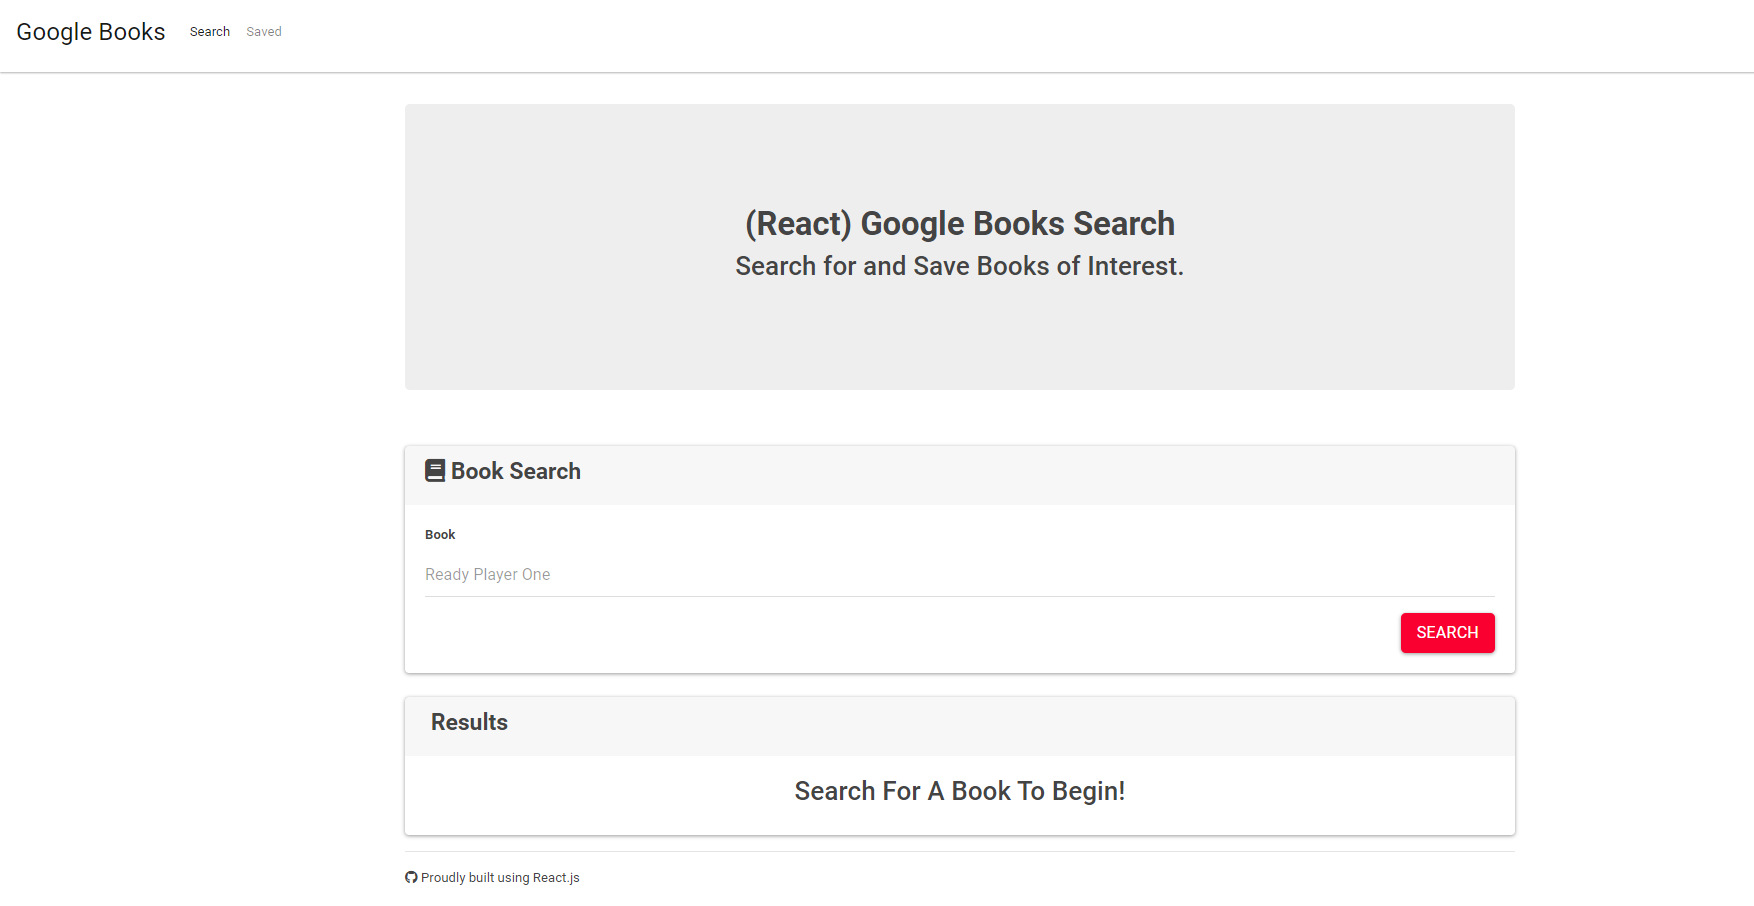 Google Books Search Saved
(React) Google Books Search
Search for and Save Books of Interest.
Book Search
Book
Ready Player One
SEARCH
Results
Search For A Book To Begin!
Proudly built using React.js